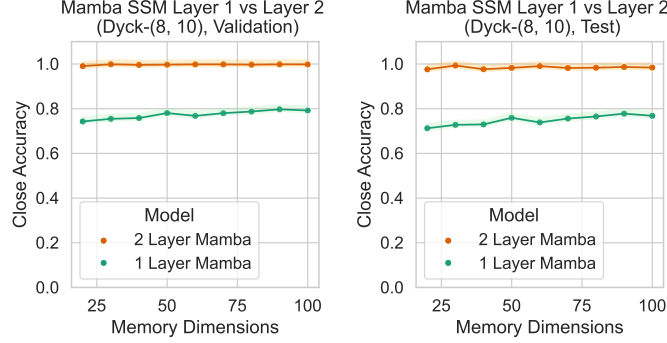 Mamba SSM Layer 1 vs Layer 2
(Dyck-(8, 10), Validation)
1.0
0.8
0.6
0.4
0.2
0.0
Close Accuracy
Model
2 Layer Mamba
1 Layer Mamba
25
50
75
100
Memory Dimensions
Mamba SSM Layer 1 vs Layer 2
(Dyck-(8, 10), Test)
1.0
0.8
0.6
0.4
0.2
0.0
Close Accuracy
Model
2 Layer Mamba
1 Layer Mamba
25
50
75
100
Memory Dimensions